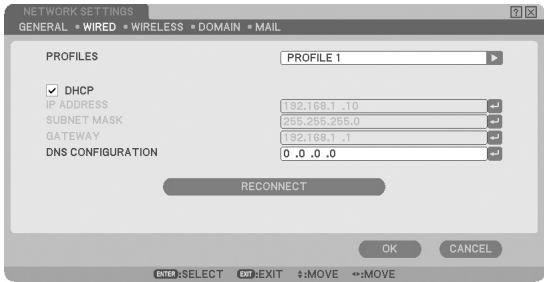 NETWORK SETTINGS
GENERAL • WIRED • WIRELESS • DOMAIN • MAIL
PROFILES PROFILE 1
DHCP
IP ADDRESS 192.168.1 .10
SUBNET MASK 255.255.255.0
GATEWAY 192.168.1 .1
DNS CONFIGURATION 0 .0 .0 .0
RECONNECT
OK CANCEL
ENTER:SELECT EXIT:EXIT ↕:MOVE ↔:MOVE